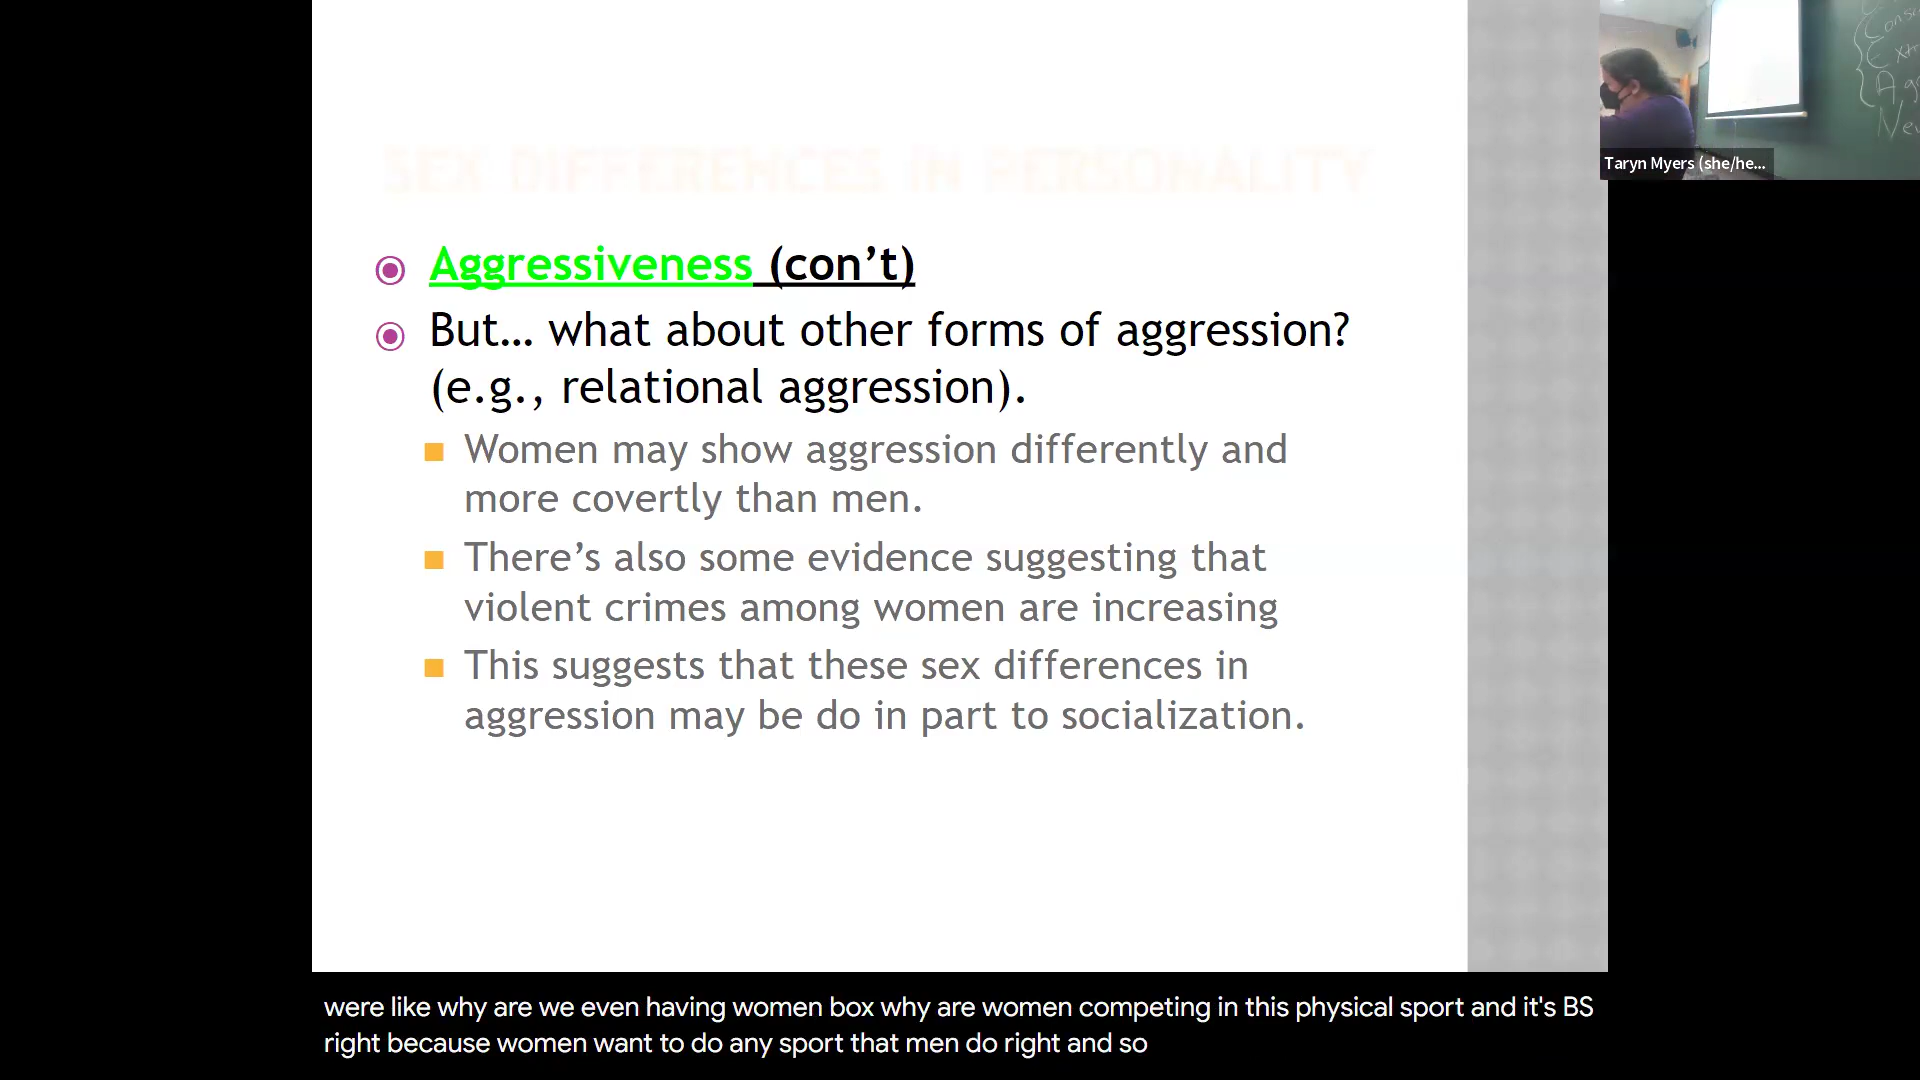 SEX DIFFERENCES IN PERSONALITY
Aggressiveness (con’t)
But... what about other forms of aggression?
(e.g., relational aggression).
Women may show aggression differently and
more covertly than men.
There’s also some evidence suggesting that
violent crimes among women are increasing
This suggests that these sex differences in
aggression may be do in part to socialization.
Taryn Myers (she/he...
were like why are we even having women box why are women competing in this physical sport and it's BS
right because women want to do any sport that men do right and so